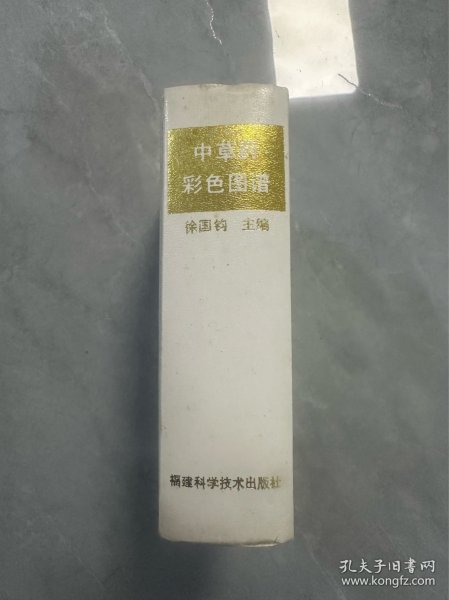 中草药
彩色图谱
徐国钧 主编
福建科学技术出版社
孔夫子旧书网
www.kongfz.com